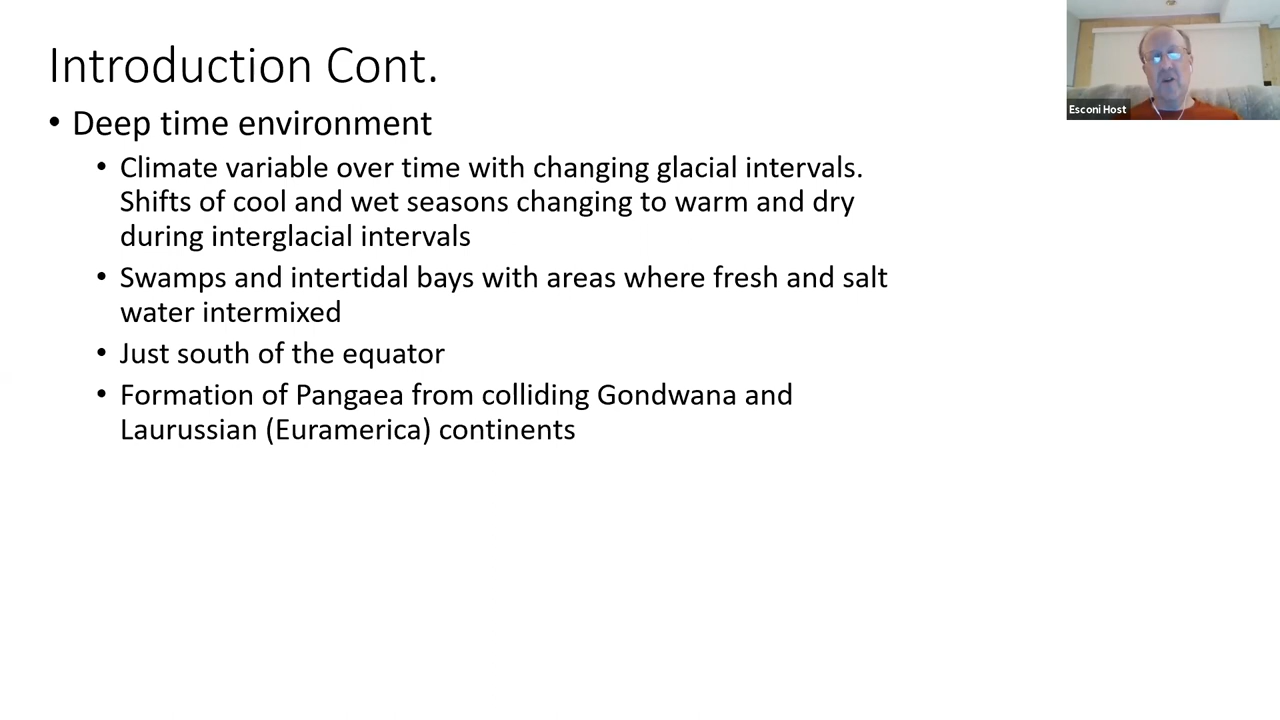 Introduction Cont.
• Deep time environment
• Climate variable over time with changing glacial intervals.
Shifts of cool and wet seasons changing to warm and dry
during interglacial intervals
• Swamps and intertidal bays with areas where fresh and salt
water intermixed
• Just south of the equator
• Formation of Pangaea from colliding Gondwana and
Laurussian (Euramerica) continents
Esconi Host